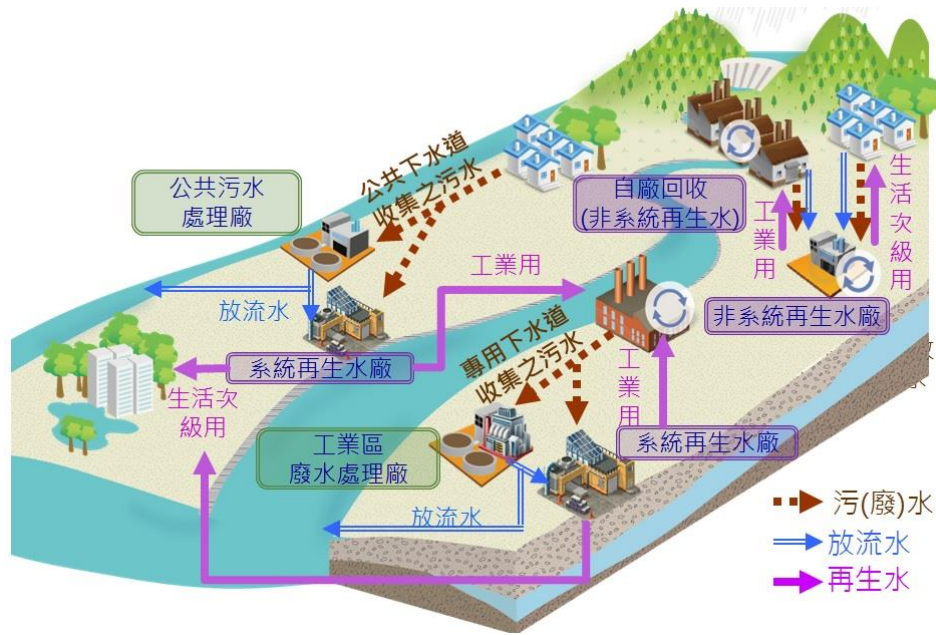 公共污水
處理廠
公共下水道
收集之污水
自廠回收
(非系統再生水)
工業用
生活次級用
放流水
工業用
非系統再生水廠
系統再生水廠
生活次
級用
專用下水道
收集之污水
工業用
系統再生水廠
工業區
廢水處理廠
放流水
污(廢)水
放流水
再生水